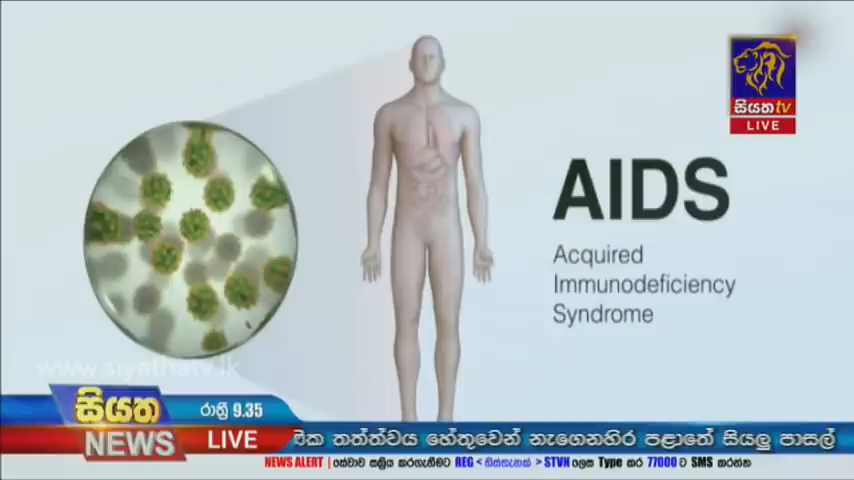 සියත tv
LIVE
AIDS
Acquired
Immunodeficiency
Syndrome
www.siyathatv.lk
සියත
NEWS
රාත්‍රී 9.35
LIVE
තත්ත්වය හේතුවෙන් නැගෙනහිර පළාතේ සියලු පාසල්
NEWS ALERT | සේවාව සක්‍රිය කරගැනීමට REG < හිස්තැනක් > STVN ලෙස Type කර 77000 ට SMS කරන්න